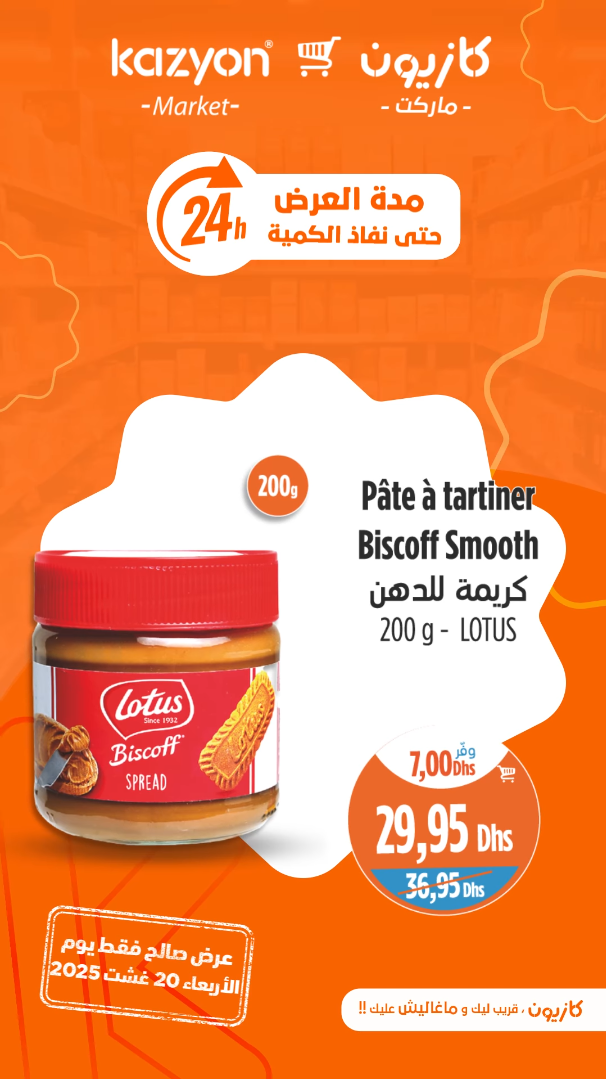 kazyon® كازيون
-Market- - ماركت -
24h
مدة العرض
حتى نفاذ الكمية
200g
Pâte à tartiner
Biscoff Smooth
كريمة للدهن
200 g - LOTUS
Lotus
Since 1932
Biscoff
SPREAD
وفّر
7,00Dhs
29,95 Dhs
36,95 Dhs
عرض صالح فقط يوم
الأربعاء 20 غشت 2025
كازيون ، قريب ليك و ماغاليش عليك !!